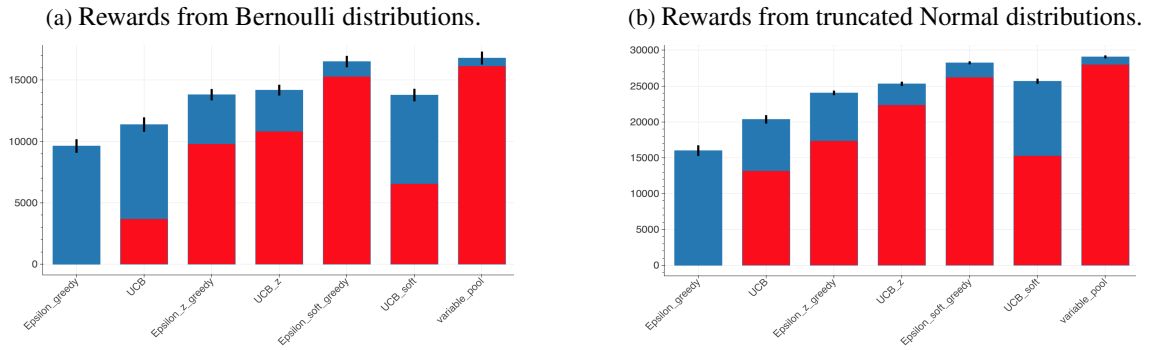 (a) Rewards from Bernoulli distributions.
15000
10000
5000
0
Epsilon_greedy
UCB
Epsilon_z_greedy
UCB_z
Epsilon_soft_greedy
UCB_soft
variable_pool
(b) Rewards from truncated Normal distributions.
30000
25000
20000
15000
10000
5000
0
Epsilon_greedy
UCB
Epsilon_z_greedy
UCB_z
Epsilon_soft_greedy
UCB_soft
variable_pool